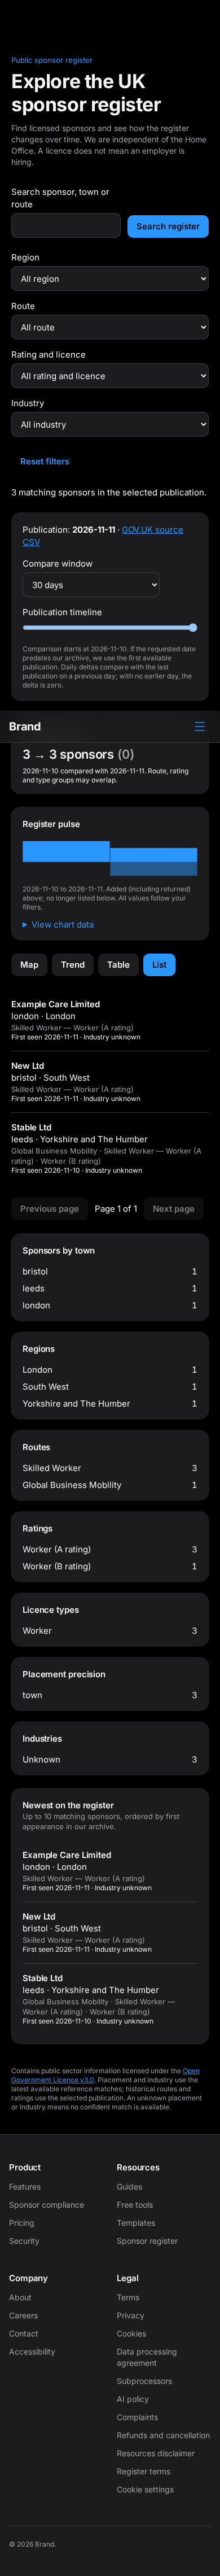 Public sponsor register
Explore the UK
sponsor register
Find licensed sponsors and see how the register
changes over time. We are independent of the Home
Office. A licence does not mean an employer is
hiring.
Search sponsor, town or
route
Search register
Region
All region
Route
All route
Rating and licence
All rating and licence
Industry
All industry
Reset filters
3 matching sponsors in the selected publication.
Publication: 2026-11-11 · GOV.UK source
CSV
Compare window
30 days
Publication timeline
Comparison starts at 2026-11-10. If the requested date
predates our archive, we use the first available
publication. Daily deltas compare with the last
publication on a previous day; with no earlier day, the
delta is zero.
Brand
3 → 3 sponsors (0)
2026-11-10 compared with 2026-11-11. Route, rating
and type groups may overlap.
Register pulse
2026-11-10 to 2026-11-11. Added (including returned)
above; no longer listed below. All values follow your
filters.
View chart data
Map
Trend
Table
List
Example Care Limited
london · London
Skilled Worker — Worker (A rating)
First seen 2026-11-11 · Industry unknown
New Ltd
bristol · South West
Skilled Worker — Worker (A rating)
First seen 2026-11-11 · Industry unknown
Stable Ltd
leeds · Yorkshire and The Humber
Global Business Mobility · Skilled Worker — Worker (A
rating) · Worker (B rating)
First seen 2026-11-10 · Industry unknown
Previous page
Page 1 of 1
Next page
Sponsors by town
bristol 1
leeds 1
london 1
Regions
London 1
South West 1
Yorkshire and The Humber 1
Routes
Skilled Worker 3
Global Business Mobility 1
Ratings
Worker (A rating) 3
Worker (B rating) 1
Licence types
Worker 3
Placement precision
town 3
Industries
Unknown 3
Newest on the register
Up to 10 matching sponsors, ordered by first
appearance in our archive.
Example Care Limited
london · London
Skilled Worker — Worker (A rating)
First seen 2026-11-11 · Industry unknown
New Ltd
bristol · South West
Skilled Worker — Worker (A rating)
First seen 2026-11-11 · Industry unknown
Stable Ltd
leeds · Yorkshire and The Humber
Global Business Mobility · Skilled Worker —
Worker (A rating) · Worker (B rating)
First seen 2026-11-10 · Industry unknown
Contains public sector information licensed under the Open
Government Licence v3.0. Placement and industry use the
latest available reference matches; historical routes and
ratings use the selected publication. An unknown placement
or industry means no confident match is available.
Product
Features
Sponsor compliance
Pricing
Security
Resources
Guides
Free tools
Templates
Sponsor register
Company
About
Careers
Contact
Accessibility
Legal
Terms
Privacy
Cookies
Data processing
agreement
Subprocessors
AI policy
Complaints
Refunds and cancellation
Resources disclaimer
Register terms
Cookie settings
© 2026 Brand.